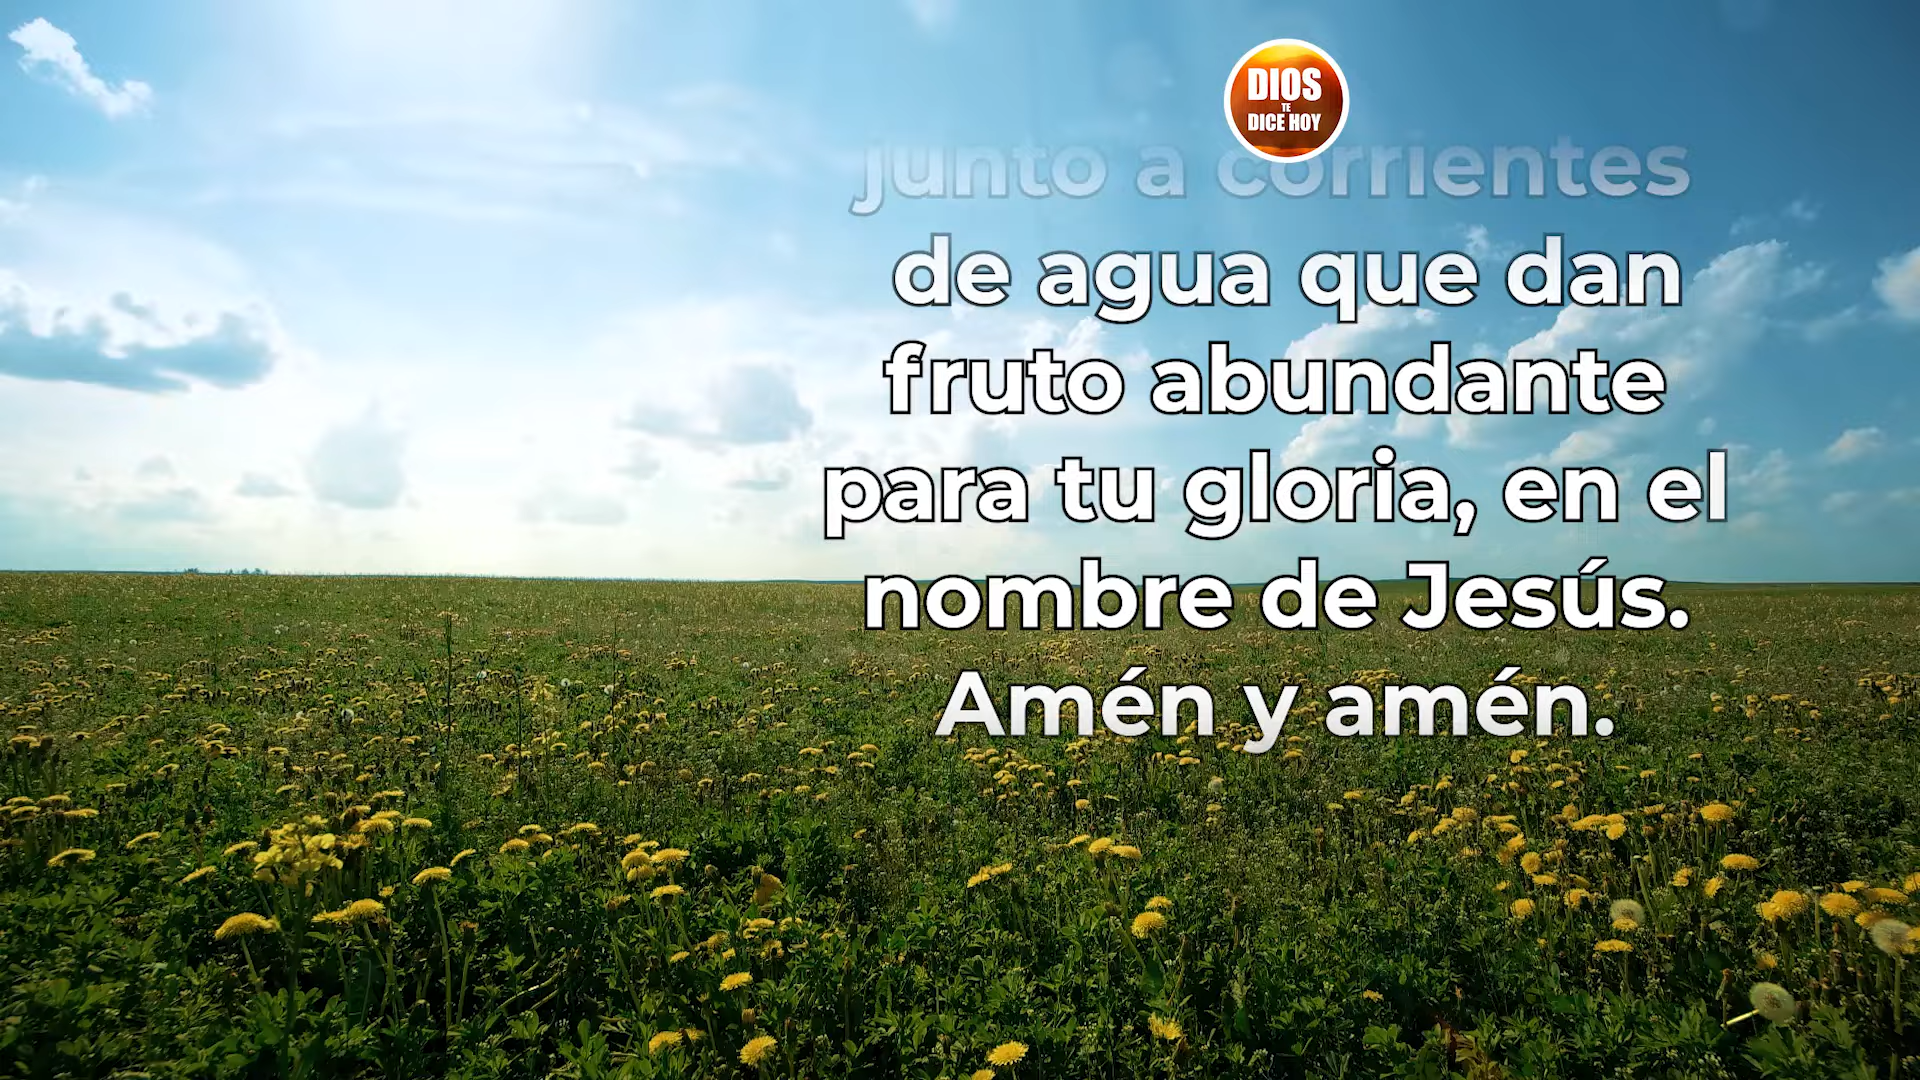 DIOS
TE
DICE HOY
junto a corrientes
de agua que dan
fruto abundante
para tu gloria, en el
nombre de Jesús.
Amén y amén.